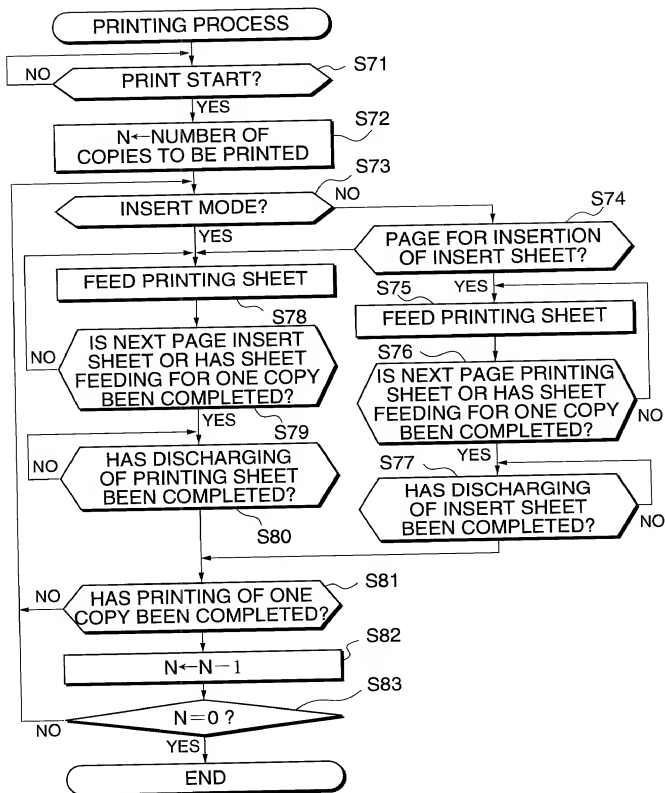 PRINTING PROCESS
NO
PRINT START?
S71
YES
S72
N←NUMBER OF
COPIES TO BE PRINTED
S73
INSERT MODE?
NO
YES
S74
PAGE FOR INSERTION
OF INSERT SHEET?
FEED PRINTING SHEET
S78
YES
S75
FEED PRINTING SHEET
NO
IS NEXT PAGE INSERT
SHEET OR HAS SHEET
FEEDING FOR ONE COPY
BEEN COMPLETED?
YES
S79
S76
IS NEXT PAGE PRINTING
SHEET OR HAS SHEET
FEEDING FOR ONE COPY
BEEN COMPLETED?
NO
YES
NO
HAS DISCHARGING
OF PRINTING SHEET
BEEN COMPLETED?
S80
S77
HAS DISCHARGING
OF INSERT SHEET
BEEN COMPLETED?
NO
S81
NO
HAS PRINTING OF ONE
COPY BEEN COMPLETED?
S82
N←N−1
S83
N=0 ?
NO
YES
END